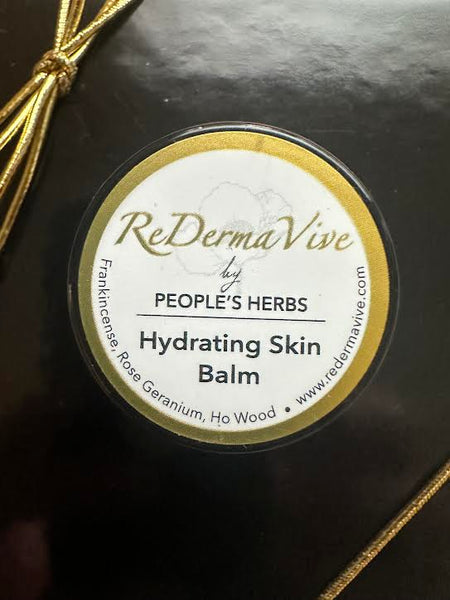 ReDermaVive
by
PEOPLE'S HERBS
Hydrating Skin
Balm
Frankincense, Rose Geranium, Ho Wood • www.redermavive.com